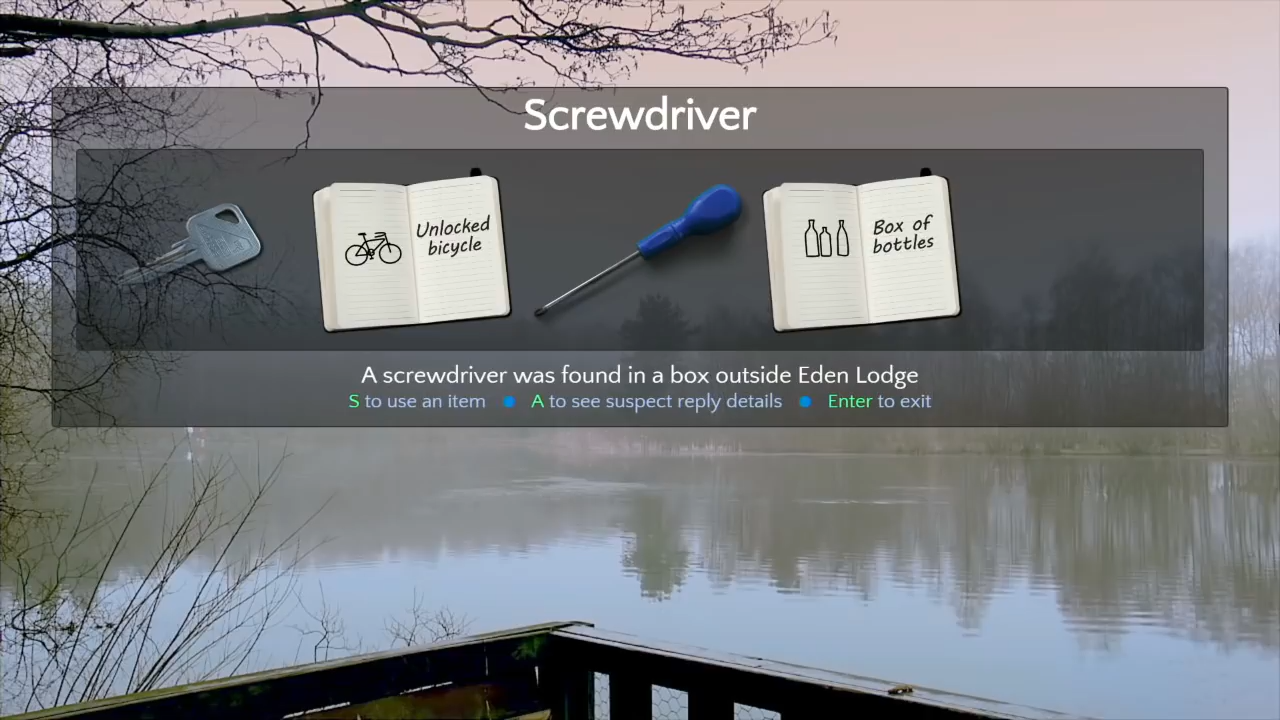 Screwdriver
Unlocked
bicycle
Box of
bottles
A screwdriver was found in a box outside Eden Lodge
S to use an item ● A to see suspect reply details ● Enter to exit